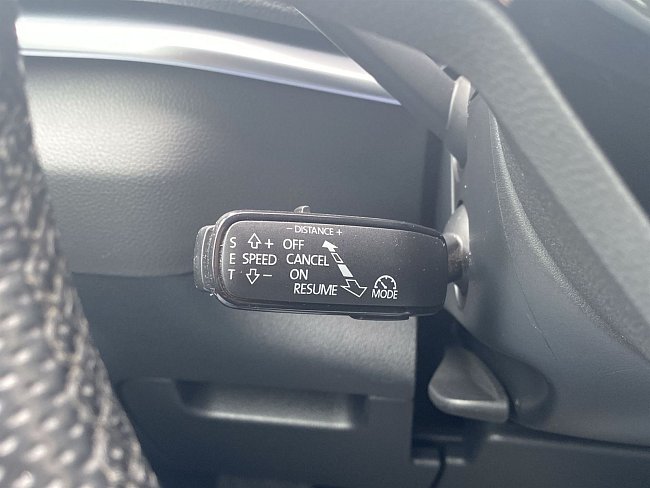 - DISTANCE +
S + OFF
E SPEED CANCEL
T - ON
RESUME MODE